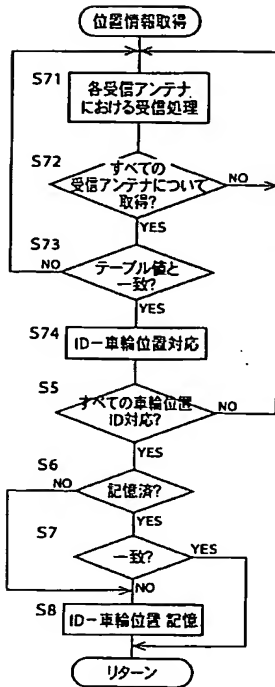 位置情報取得
S71
各受信アンテナ
における受信処理
S72
すべての
受信アンテナについて
取得?
NO
YES
S73
NO
テーブル値と
一致?
YES
S74
ID－車輪位置対応
S5
すべての車輪位置
ID対応?
NO
YES
S6
NO
記憶済?
YES
S7
一致?
YES
NO
S8
ID－車輪位置 記憶
リターン